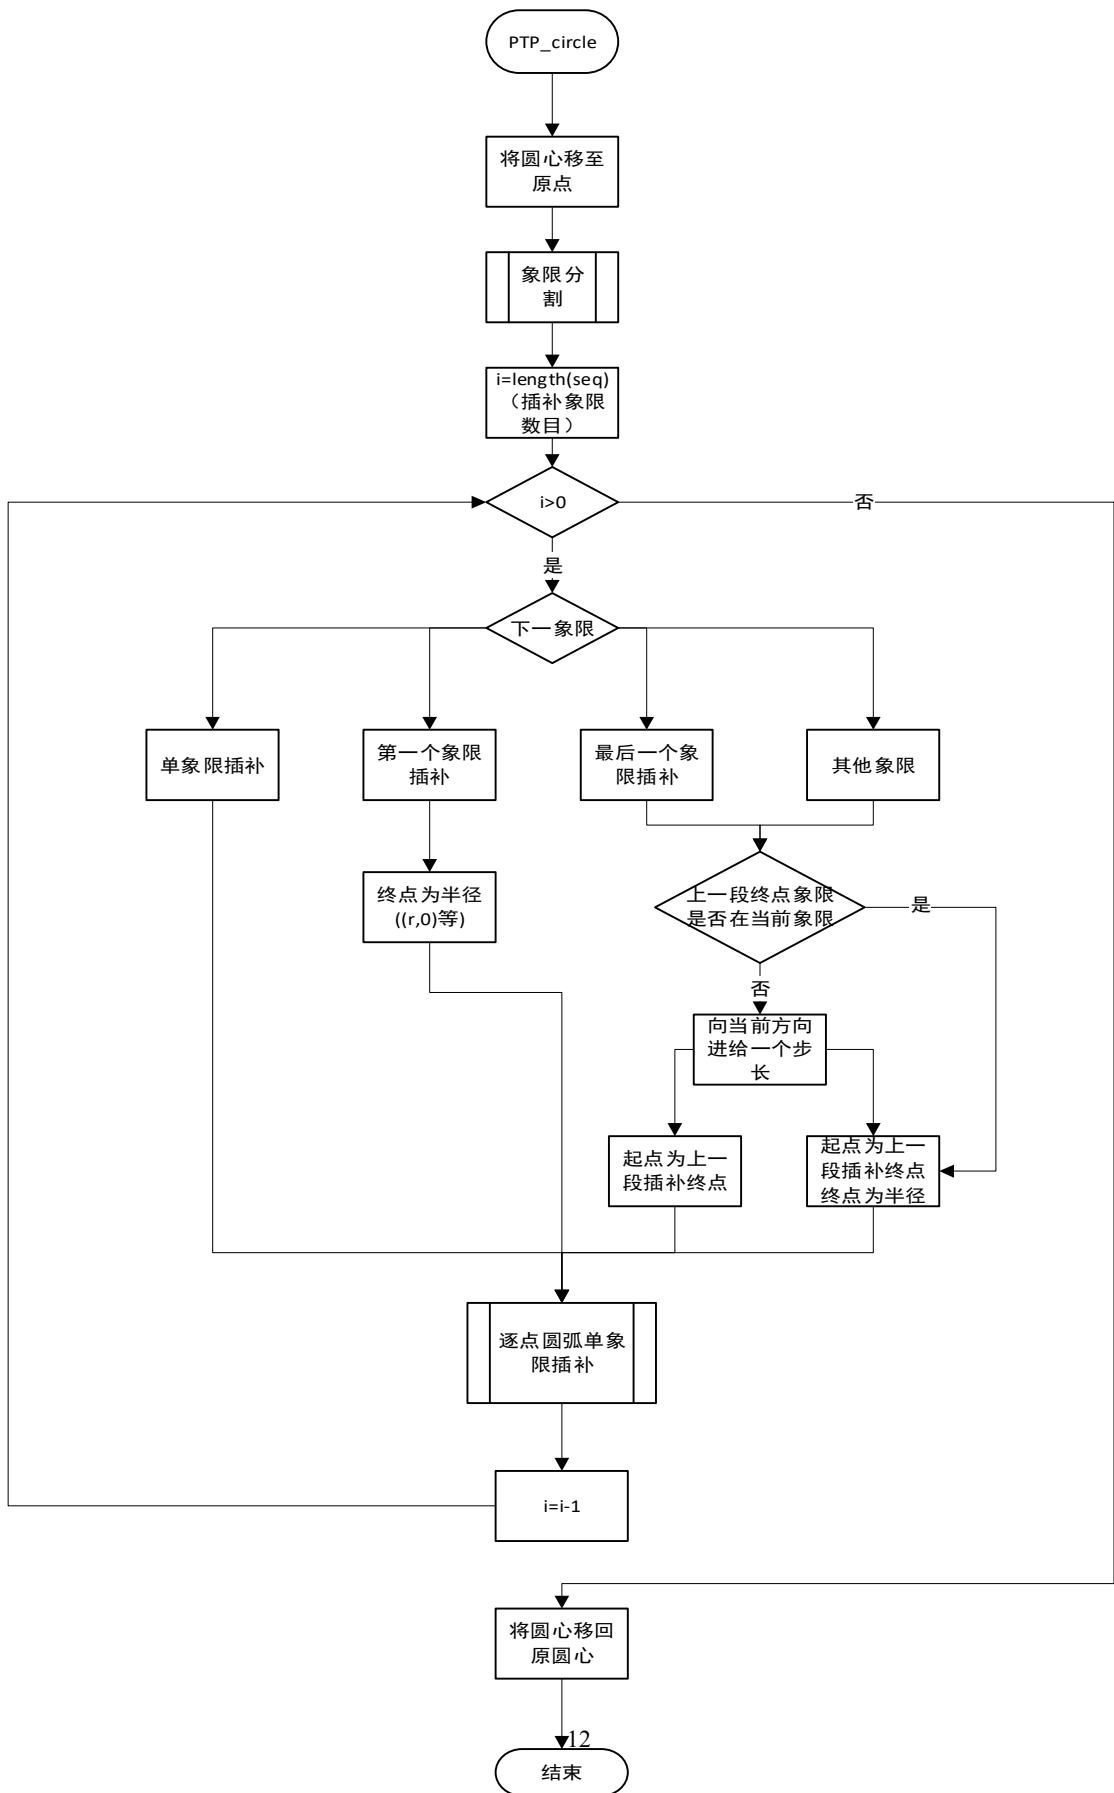 PTP_circle
将圆心移至
原点
象限分
割
i=length(seq)
（插补象限
数目）
i>0
否
是
下一象限
单象限插补
第一个象限
插补
最后一个象
限插补
其他象限
终点为半径
((r,0)等)
上一段终点象限
是否在当前象限
是
否
向当前方向
进给一个步
长
起点为上一
段插补终点
起点为上一
段插补终点
终点为半径
逐点圆弧单象
限插补
i=i-1
将圆心移回
原圆心
12
结束